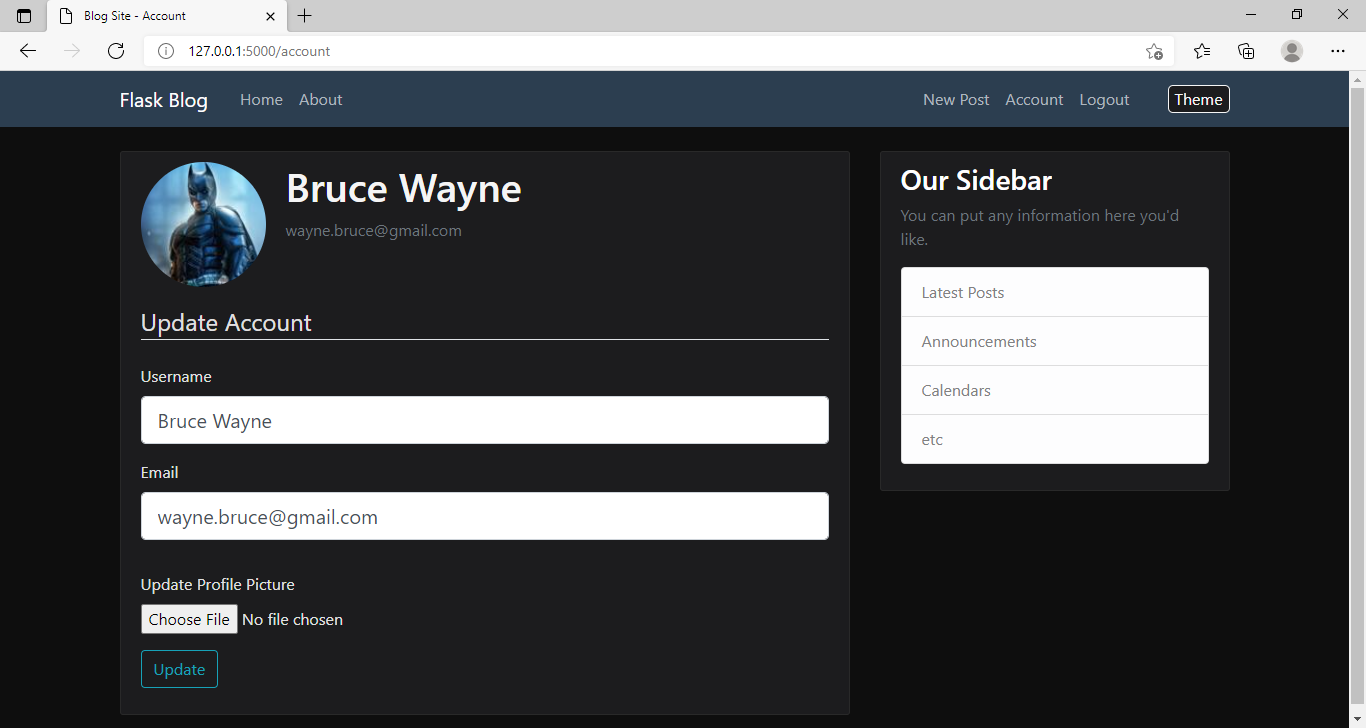 Blog Site - Account
127.0.0.1:5000/account
Flask Blog Home About New Post Account Logout Theme
Bruce Wayne
wayne.bruce@gmail.com
Update Account
Username
Bruce Wayne
Email
wayne.bruce@gmail.com
Update Profile Picture
Choose File No file chosen
Update
Our Sidebar
You can put any information here you'd
like.
Latest Posts
Announcements
Calendars
etc